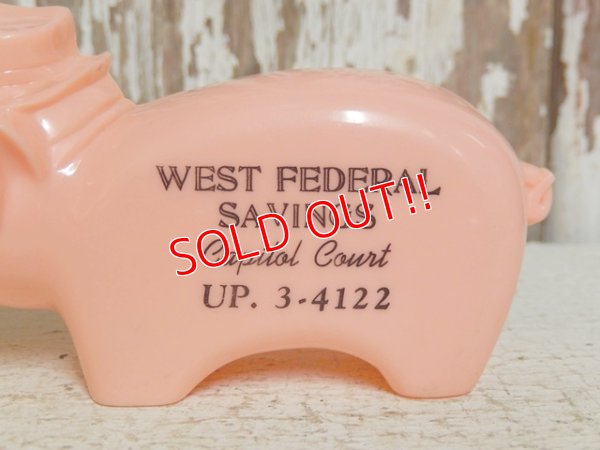 WEST FEDERAL
SAVINGS
SOLD OUT!!
Capitol Court
UP. 3-4122